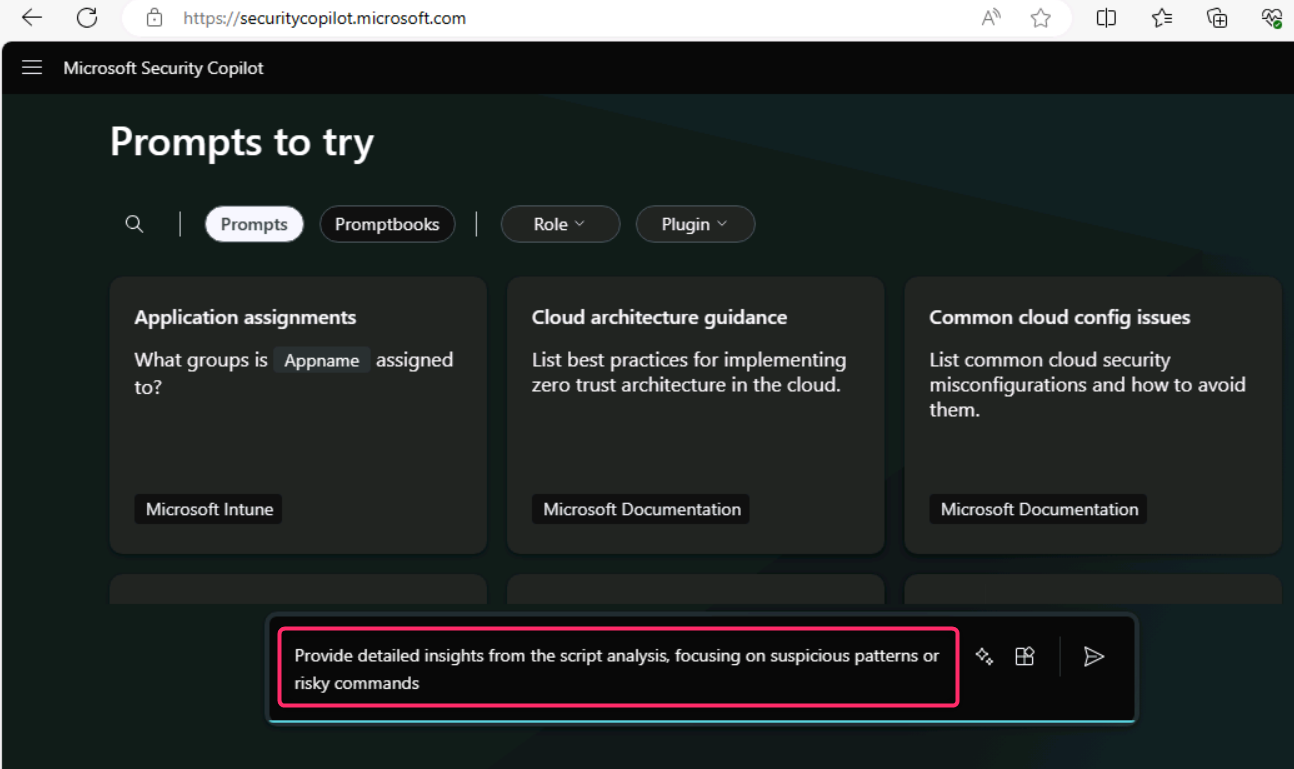 https://securitycopilot.microsoft.com
Microsoft Security Copilot
Prompts to try
Prompts
Promptbooks
Role
Plugin
Application assignments
What groups is Appname assigned
to?
Microsoft Intune
Cloud architecture guidance
List best practices for implementing
zero trust architecture in the cloud.
Microsoft Documentation
Common cloud config issues
List common cloud security
misconfigurations and how to avoid
them.
Microsoft Documentation
Provide detailed insights from the script analysis, focusing on suspicious patterns or
risky commands